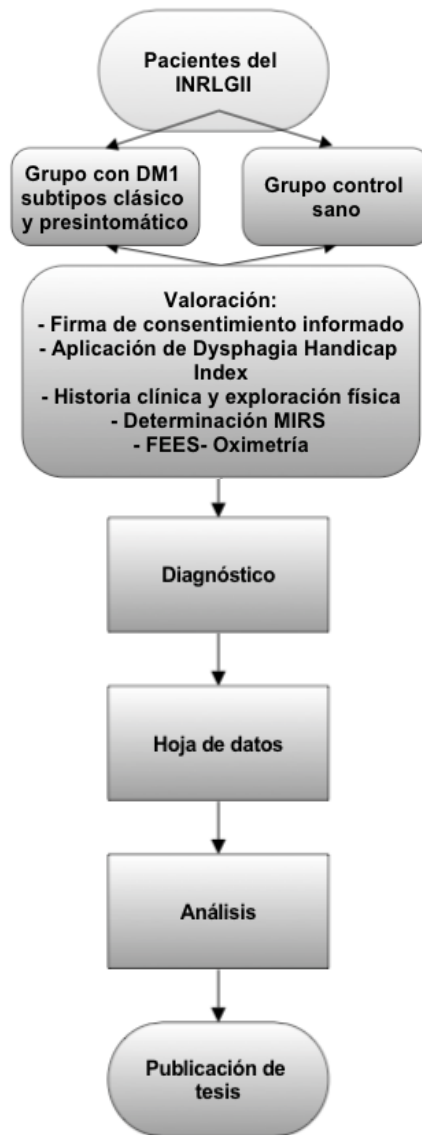 Pacientes del
INRLGII
Grupo con DM1
subtipos clásico
y presintomático
Grupo control
sano
Valoración:
- Firma de consentimiento informado
- Aplicación de Dysphagia Handicap
Index
- Historia clínica y exploración física
- Determinación MIRS
- FEES- Oximetría
Diagnóstico
Hoja de datos
Análisis
Publicación de
tesis